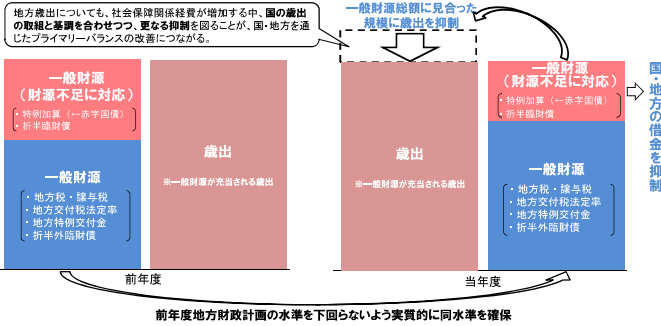 地方歳出についても、社会保障関係経費が増加する中、国の歳出
の取組と基調を合わせつつ、更なる抑制を図ることが、国・地方を通
じたプライマリーバランスの改善につながる。
一般財源総額に見合った
規模に歳出を抑制
一般財源
（財源不足に対応）
・特例加算（←赤字国債）
・折半臨財債
一般財源
・地方税・譲与税
・地方交付税法定率
・地方特例交付金
・折半外臨財債
歳出
※一般財源が充当される歳出
前年度
歳出
※一般財源が充当される歳出
一般財源
（財源不足に対応）
・特例加算（←赤字国債）
・折半臨財債
一般財源
・地方税・譲与税
・地方交付税法定率
・地方特例交付金
・折半外臨財債
当年度
国・地方の借金を抑制
前年度地方財政計画の水準を下回らないよう実質的に同水準を確保